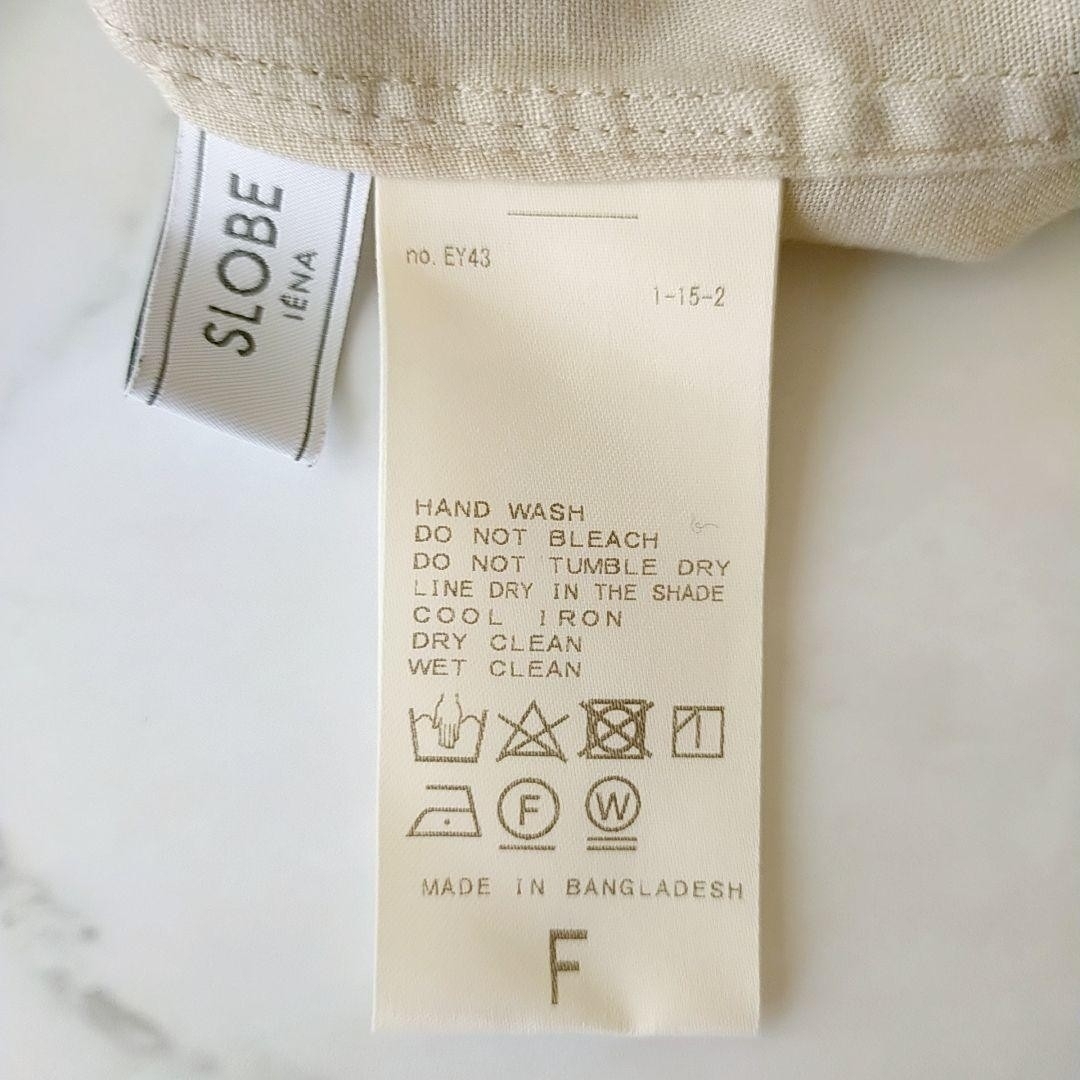 SLOBE
IÉNA
no. EY43
1-15-2
HAND WASH
DO NOT BLEACH
DO NOT TUMBLE DRY
LINE DRY IN THE SHADE
COOL IRON
DRY CLEAN
WET CLEAN
F W
MADE IN BANGLADESH
F